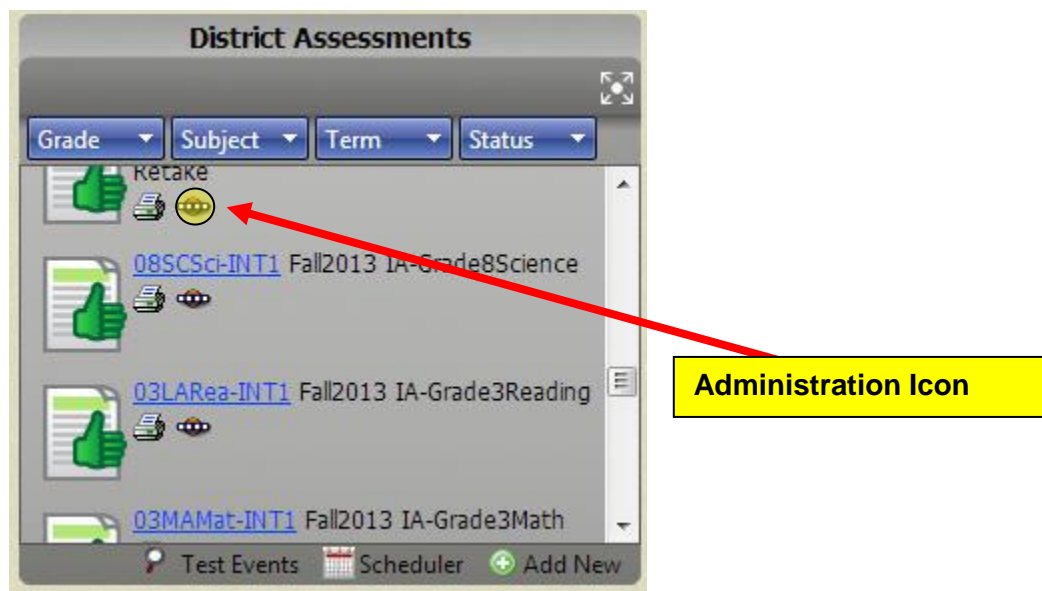 District Assessments
Grade Subject Term Status
Retake
08SCSci-INT1 Fall2013 IA-Grade8Science
03LARea-INT1 Fall2013 IA-Grade3Reading
Administration Icon
03MAMat-INT1 Fall2013 IA-Grade3Math
Test Events Scheduler Add New